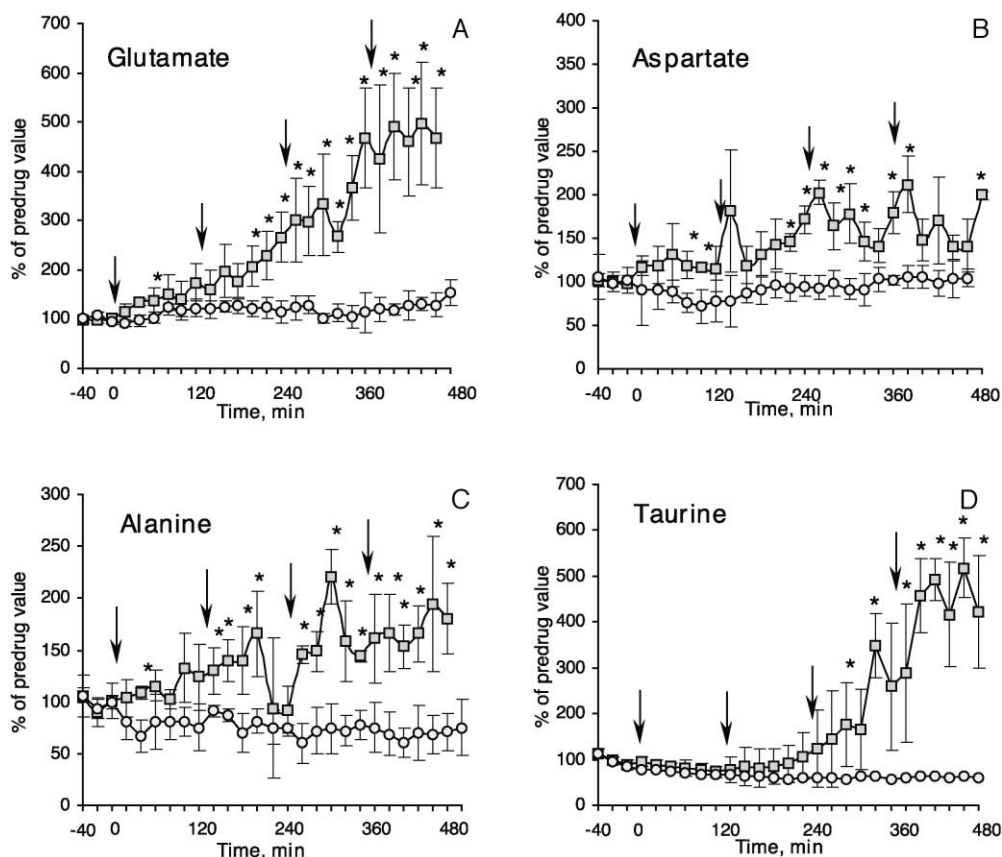 A
Glutamate
% of predrug value
700
600
500
400
300
200
100
0
* * * * * * * * * * * * * *
-40 0 120 240 360 480
Time, min
B
Aspartate
% of predrug value
400
350
300
250
200
150
100
50
0
* * * * * * * * * * *
-40 0 120 240 360 480
Time, min
C
Alanine
% of predrug value
300
250
200
150
100
50
0
* * * * * * * * * * * * * * * *
-40 0 120 240 360 480
Time, min
D
Taurine
% of predrug value
700
600
500
400
300
200
100
0
* * * * * * * *
-40 0 120 240 360 480
Time, min